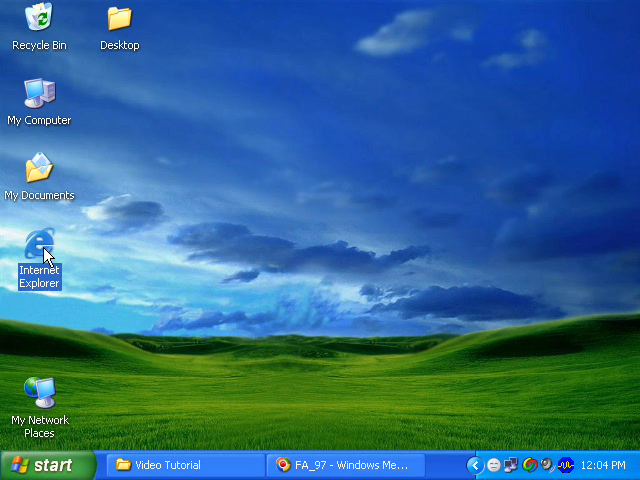 Recycle Bin
Desktop
My Computer
My Documents
Internet
Explorer
My Network
Places
start
Video Tutorial
FA_97 - Windows Me...
12:04 PM